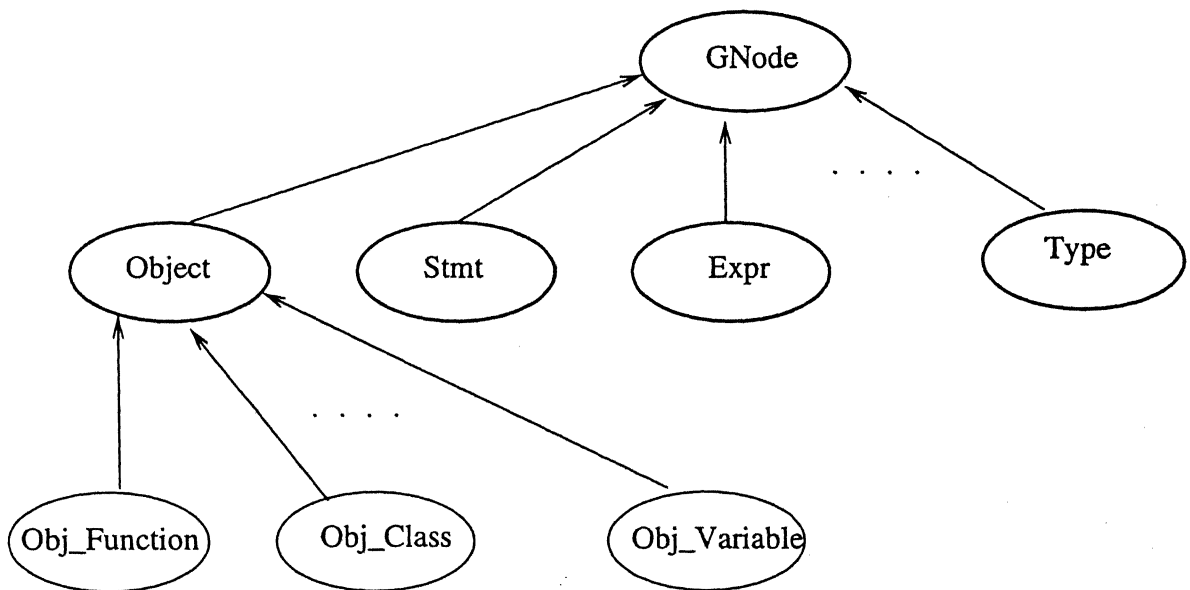 GNode
. . . .
Object
Stmt
Expr
Type
. . . .
Obj_Function
Obj_Class
Obj_Variable